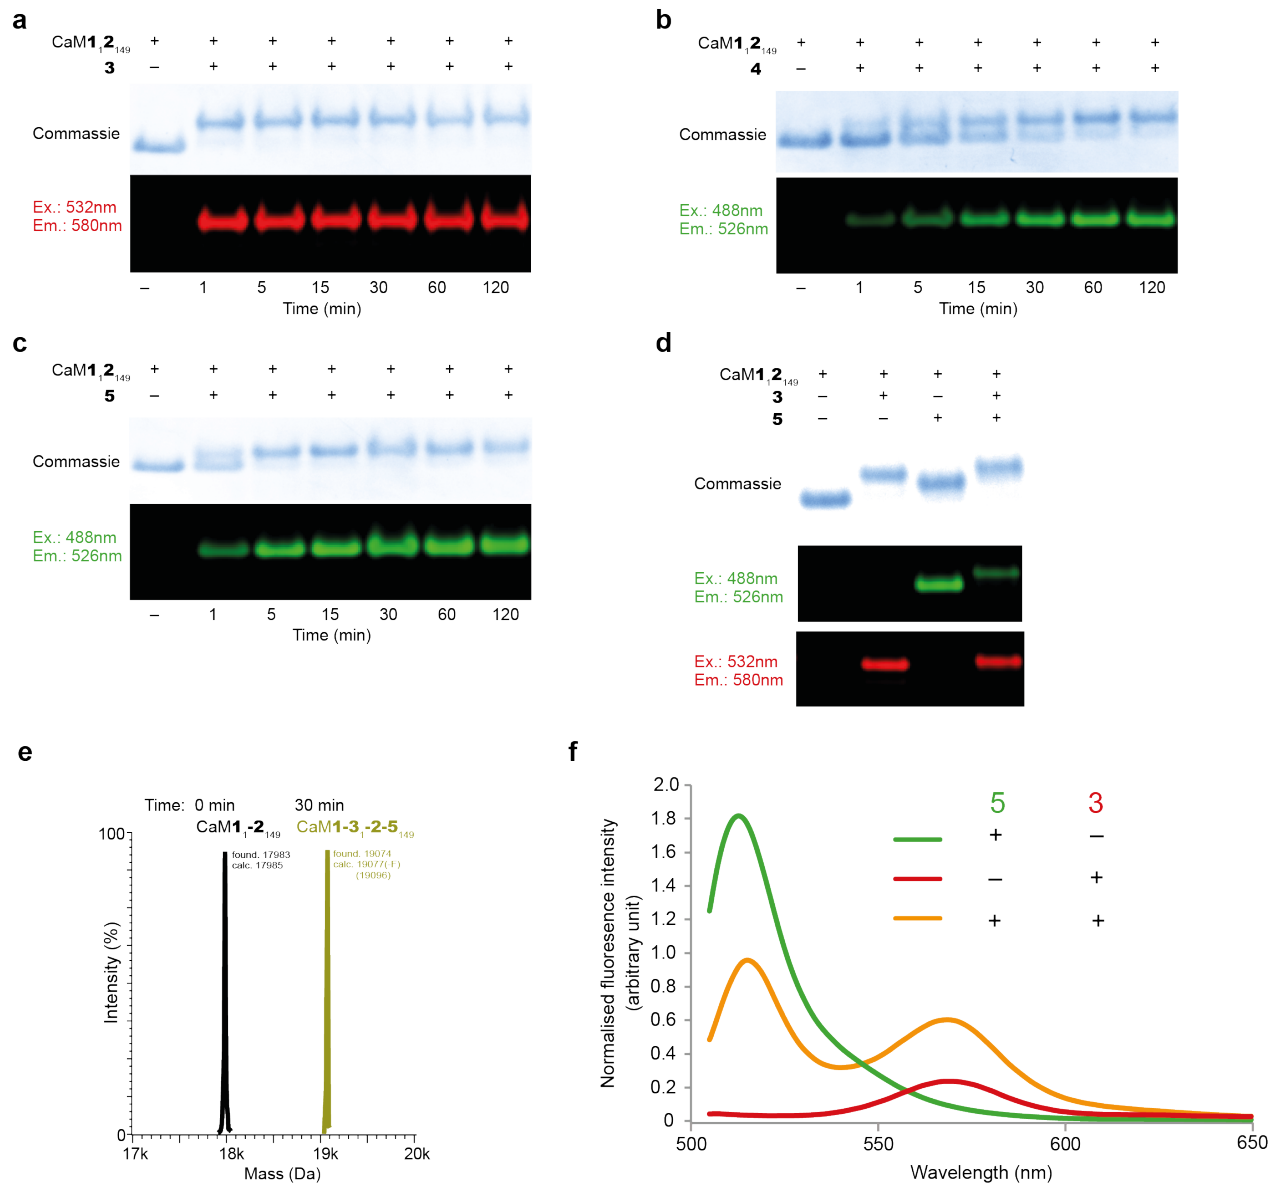 a
CaM1₁2₁₄₉ + + + + + + +
3 – + + + + + +
Commassie
Ex.: 532nm
Em.: 580nm
– 1 5 15 30 60 120
Time (min)
b
CaM1₁2₁₄₉ + + + + + + +
4 – + + + + + +
Commassie
Ex.: 488nm
Em.: 526nm
– 1 5 15 30 60 120
Time (min)
c
CaM1₁2₁₄₉ + + + + + + +
5 – + + + + + +
Commassie
Ex.: 488nm
Em.: 526nm
– 1 5 15 30 60 120
Time (min)
d
CaM1₁2₁₄₉ + + + +
3 – + – +
5 – – + +
Commassie
Ex.: 488nm
Em.: 526nm
Ex.: 532nm
Em.: 580nm
e
Time: 0 min 30 min
CaM1₁-2₁₄₉ CaM1-3₁-2-5₁₄₉
found. 17983
calc. 17985
found. 19074
calc. 19077(-F)
(19096)
100
0
Intensity (%)
17k 18k 19k 20k
Mass (Da)
f
5 3
+ –
– +
+ +
2.0
1.8
1.6
1.4
1.2
1.0
0.8
0.6
0.4
0.2
0
Normalised fluoresence intensity
(arbitrary unit)
500 550 600 650
Wavelength (nm)